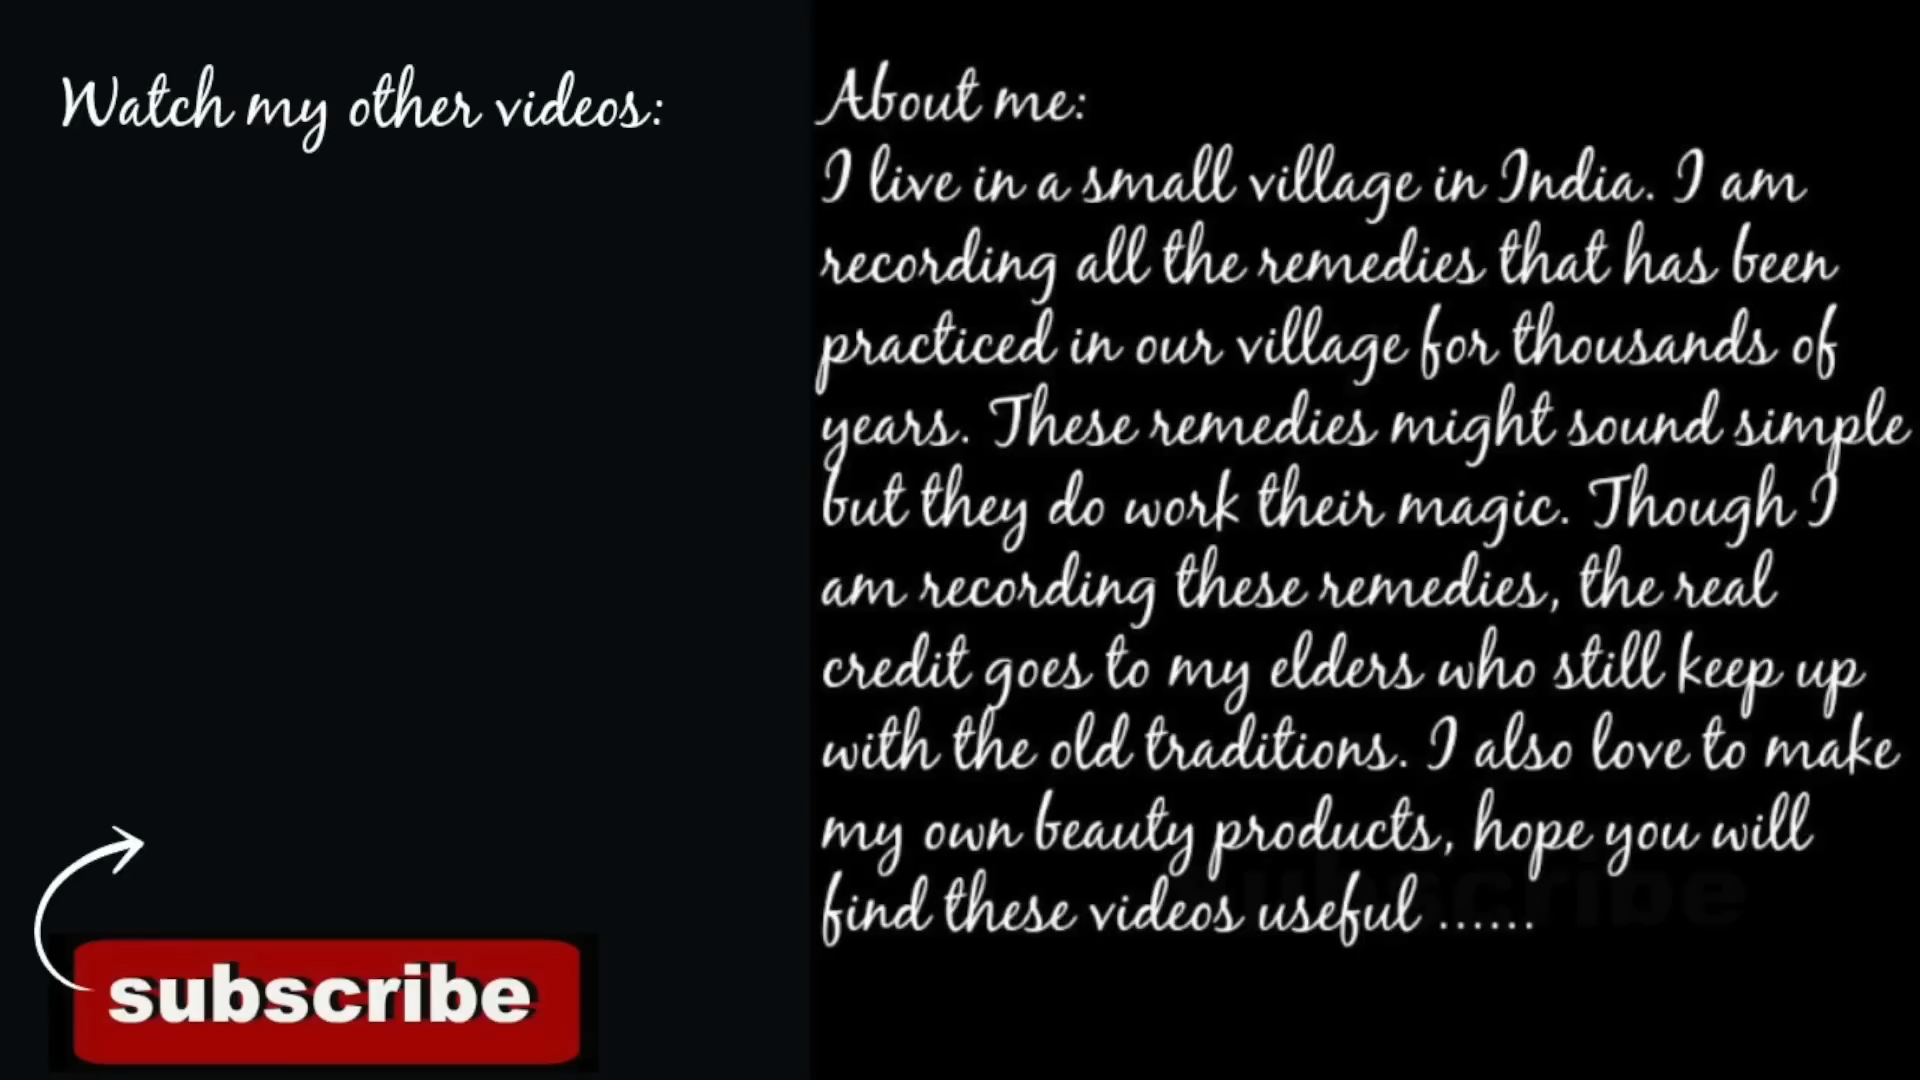 Watch my other videos:
About me:
I live in a small village in India. I am
recording all the remedies that has been
practiced in our village for thousands of
years. These remedies might sound simple
but they do work their magic. Though I
am recording these remedies, the real
credit goes to my elders who still keep up
with the old traditions. I also love to make
my own beauty products, hope you will
find these videos useful ......
subscribe
subscribe